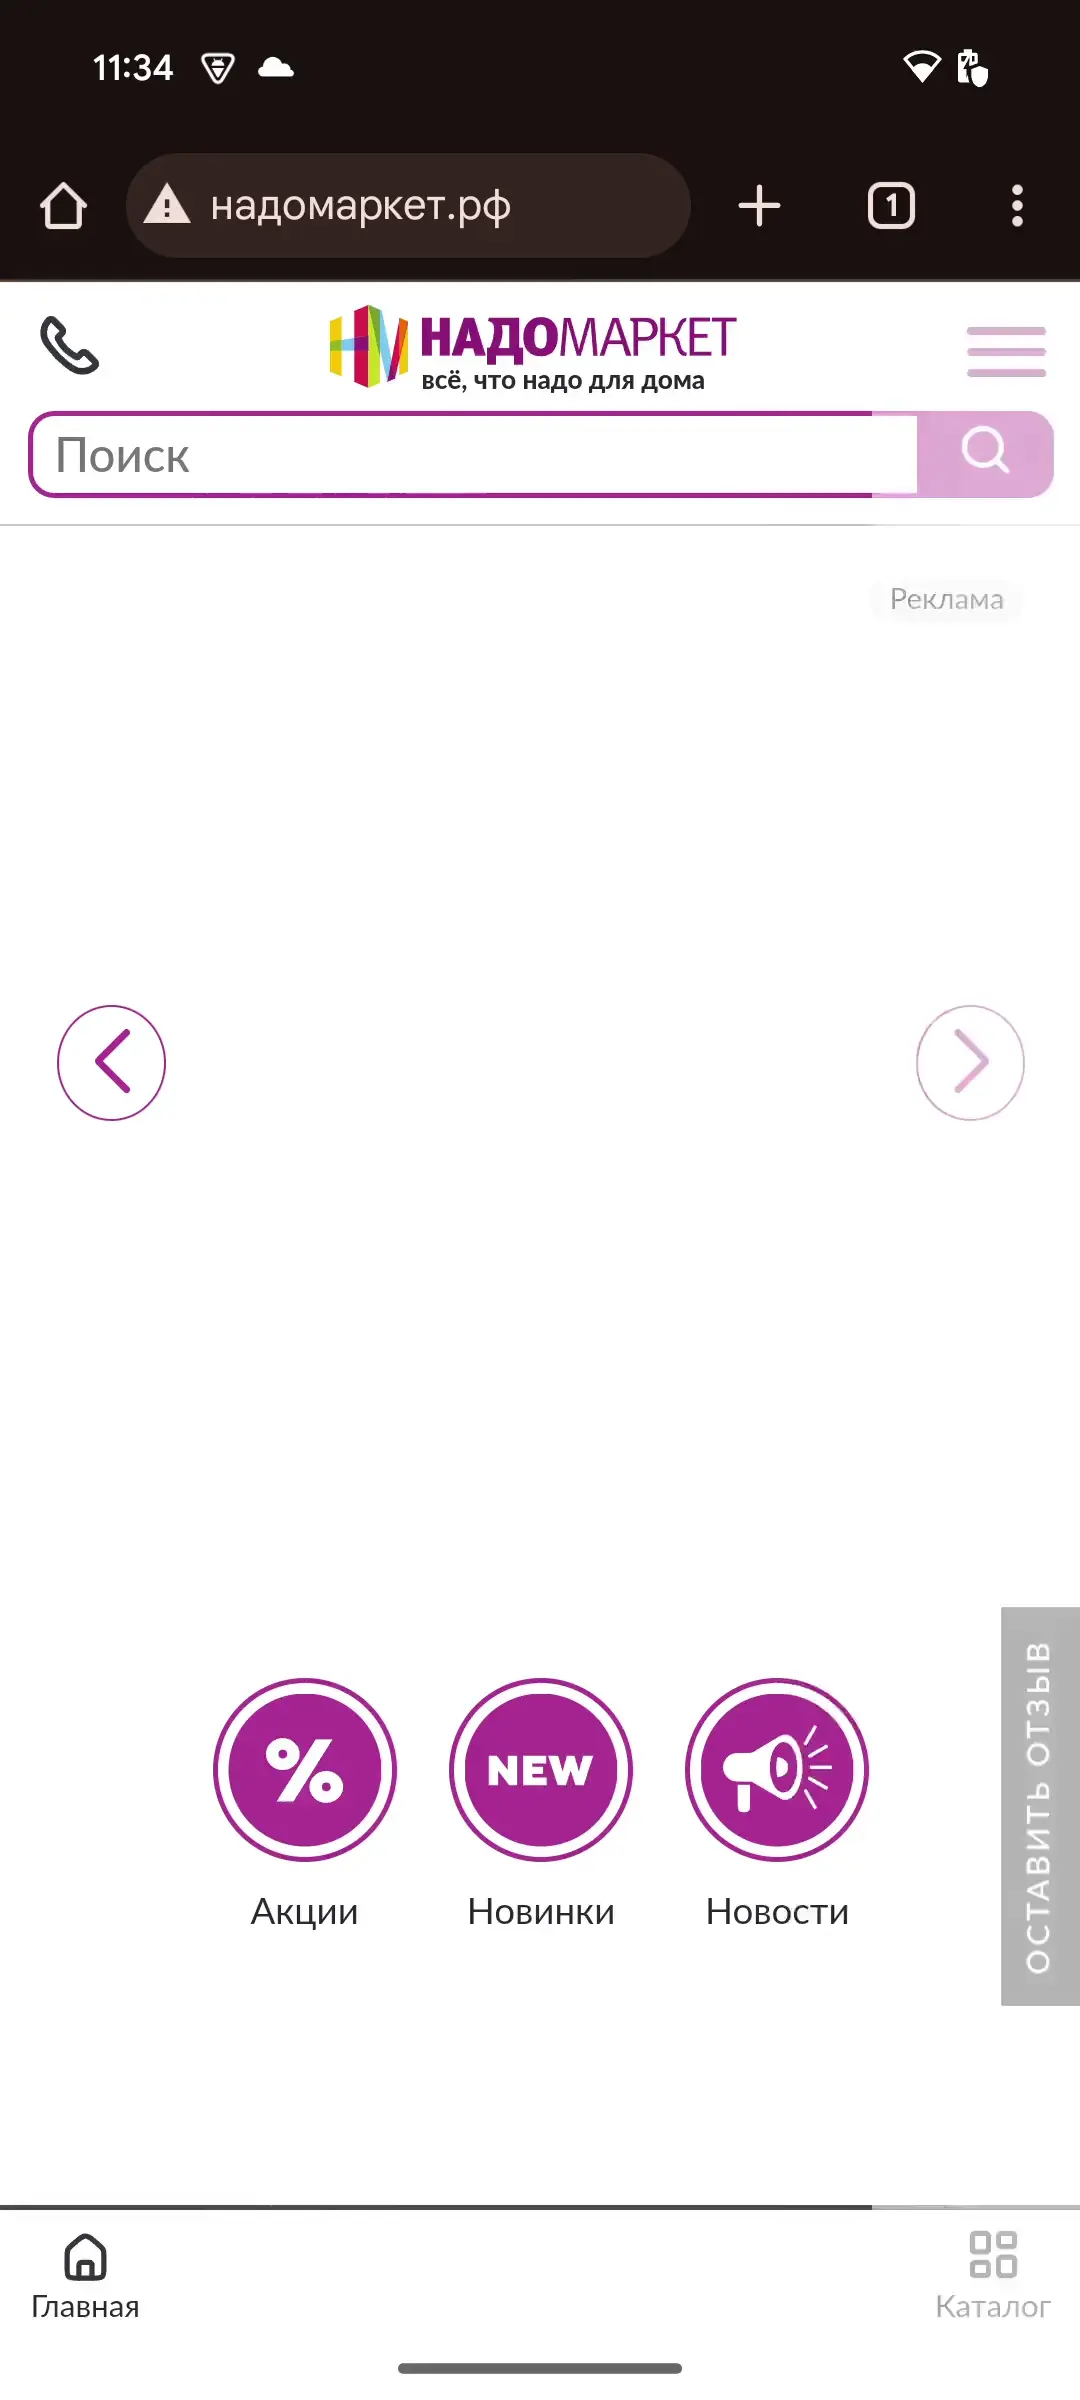 11:34
надомаркет.рф
1
НАДОМАРКЕТ
всё, что надо для дома
Поиск
Реклама
%
NEW
Акции
Новинки
Новости
ОСТАВИТЬ ОТЗЫВ
Главная
Каталог